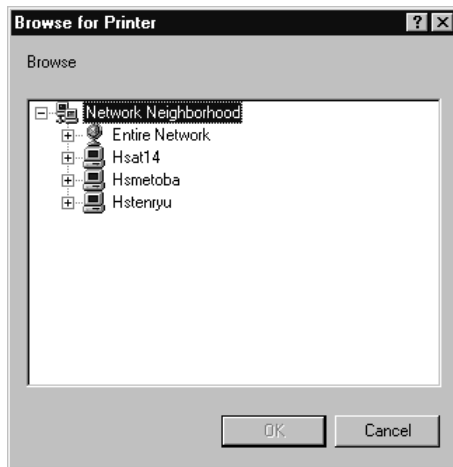 Browse for Printer
Browse
Network Neighborhood
Entire Network
Hsat14
Hsmetoba
Hstenryu
OK
Cancel